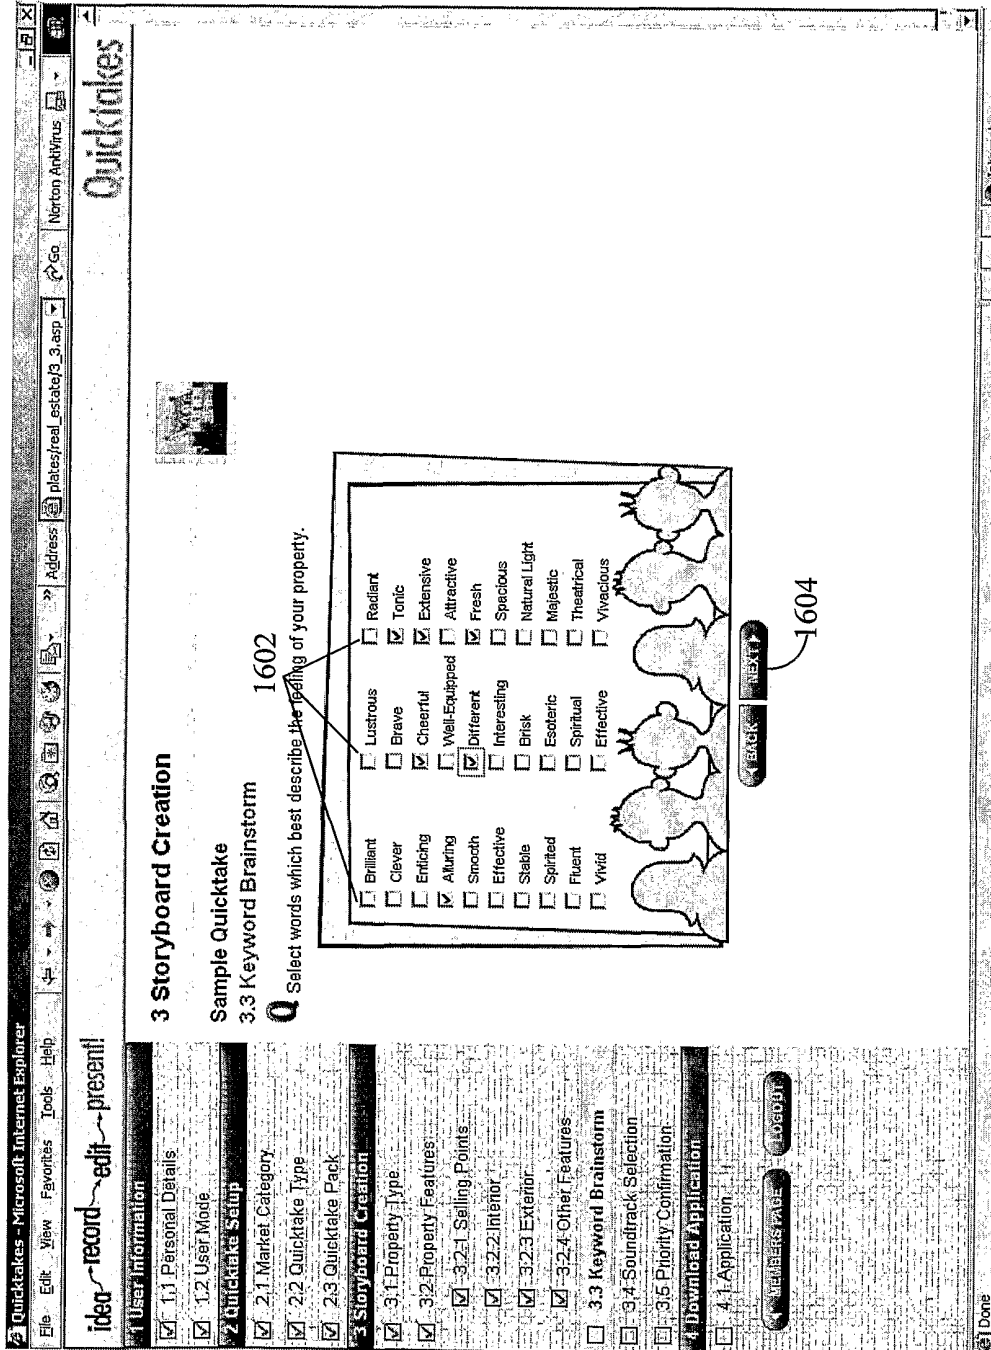 Quicktakes - Microsoft Internet Explorer
File Edit View Favorites Tools Help
Address plates/real_estate/3_3.asp Go Norton AntiVirus
idea record edit present!
Quicktakes
1 User Information
1.1 Personal Details
1.2 User Mode
2 Quicktake Setup
2.1 Market Category
2.2 Quicktake Type
2.3 Quicktake Pack
3 Storyboard Creation
3.1 Property Type
3.2 Property Features
3.2.1 Selling Points
3.2.2 Interior
3.2.3 Exterior
3.2.4 Other Features
3.3 Keyword Brainstorm
3.4 Soundtrack Selection
3.5 Priority Confirmation
4 Download Application
4.1 Application
MEMBERS PAGE LOGOUT
3 Storyboard Creation
Sample Quicktake
3.3 Keyword Brainstorm
Q Select words which best describe the feeling of your property.
1602
Brilliant Lustrous Radiant
Clever Brave Tonic
Enticing Cheerful Extensive
Alluring Well-Equipped Attractive
Smooth Different Fresh
Effective Interesting Spacious
Stable Brisk Natural Light
Spirited Esoteric Majestic
Fluent Spiritual Theatrical
Vivid Effective Vivacious
BACK NEXT
1604
Done